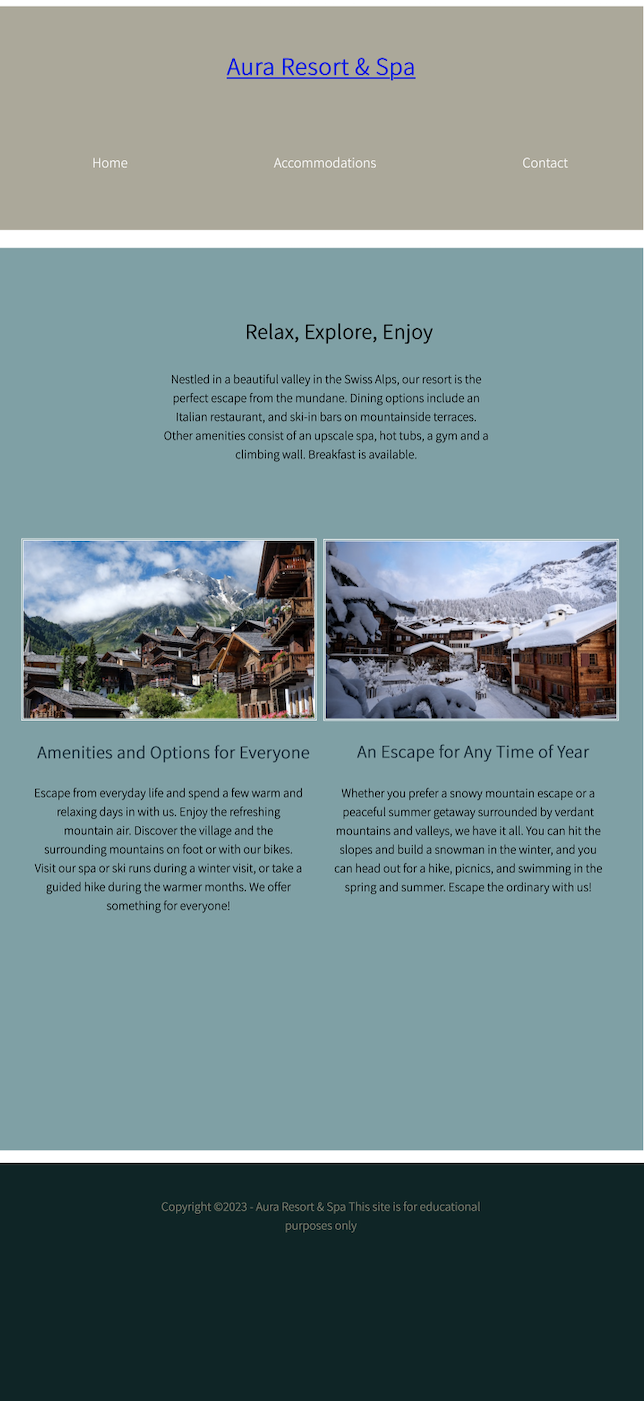 Aura Resort & Spa
Home Accommodations Contact
Relax, Explore, Enjoy
Nestled in a beautiful valley in the Swiss Alps, our resort is the
perfect escape from the mundane. Dining options include an
Italian restaurant, and ski-in bars on mountainside terraces.
Other amenities consist of an upscale spa, hot tubs, a gym and a
climbing wall. Breakfast is available.
Amenities and Options for Everyone
Escape from everyday life and spend a few warm and
relaxing days in with us. Enjoy the refreshing
mountain air. Discover the village and the
surrounding mountains on foot or with our bikes.
Visit our spa or ski runs during a winter visit, or take a
guided hike during the warmer months. We offer
something for everyone!
An Escape for Any Time of Year
Whether you prefer a snowy mountain escape or a
peaceful summer getaway surrounded by verdant
mountains and valleys, we have it all. You can hit the
slopes and build a snowman in the winter, and you
can head out for a hike, picnics, and swimming in the
spring and summer. Escape the ordinary with us!
Copyright ©2023 - Aura Resort & Spa This site is for educational
purposes only